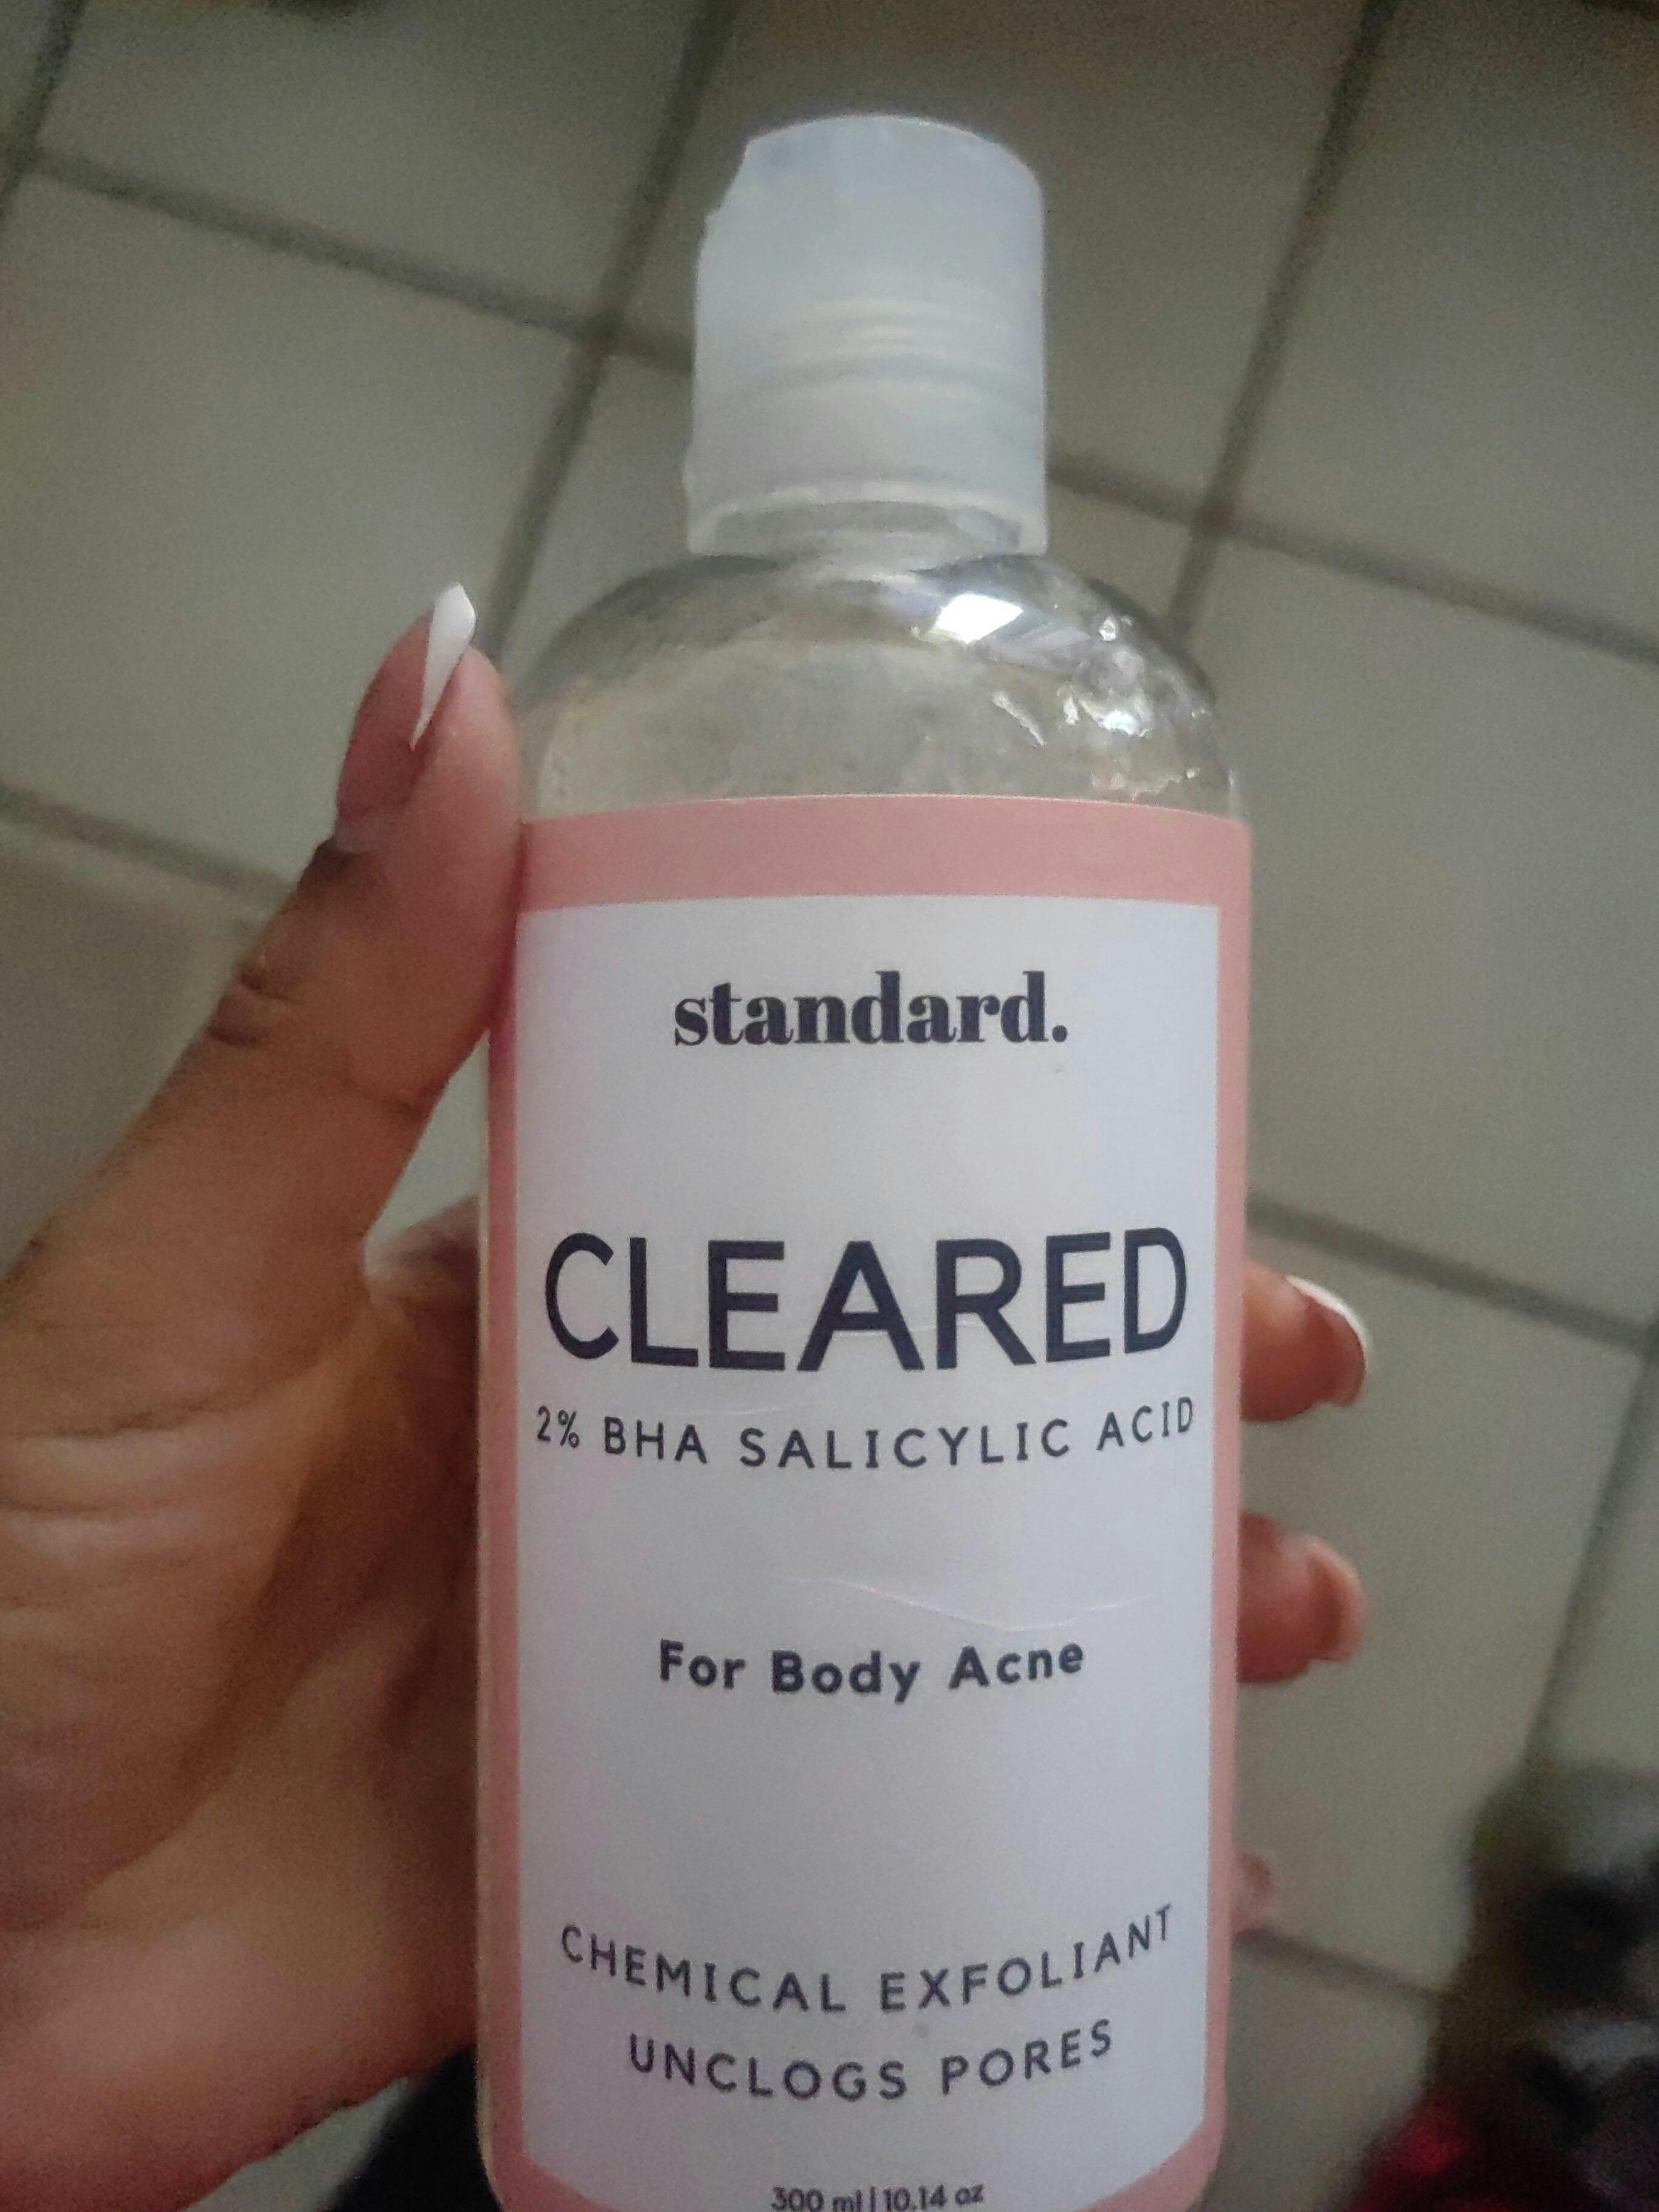 standard.
CLEARED
2% BHA SALICYLIC ACID
For Body Acne
CHEMICAL EXFOLIANT
UNCLOGS PORES
300 ml | 10.14 oz